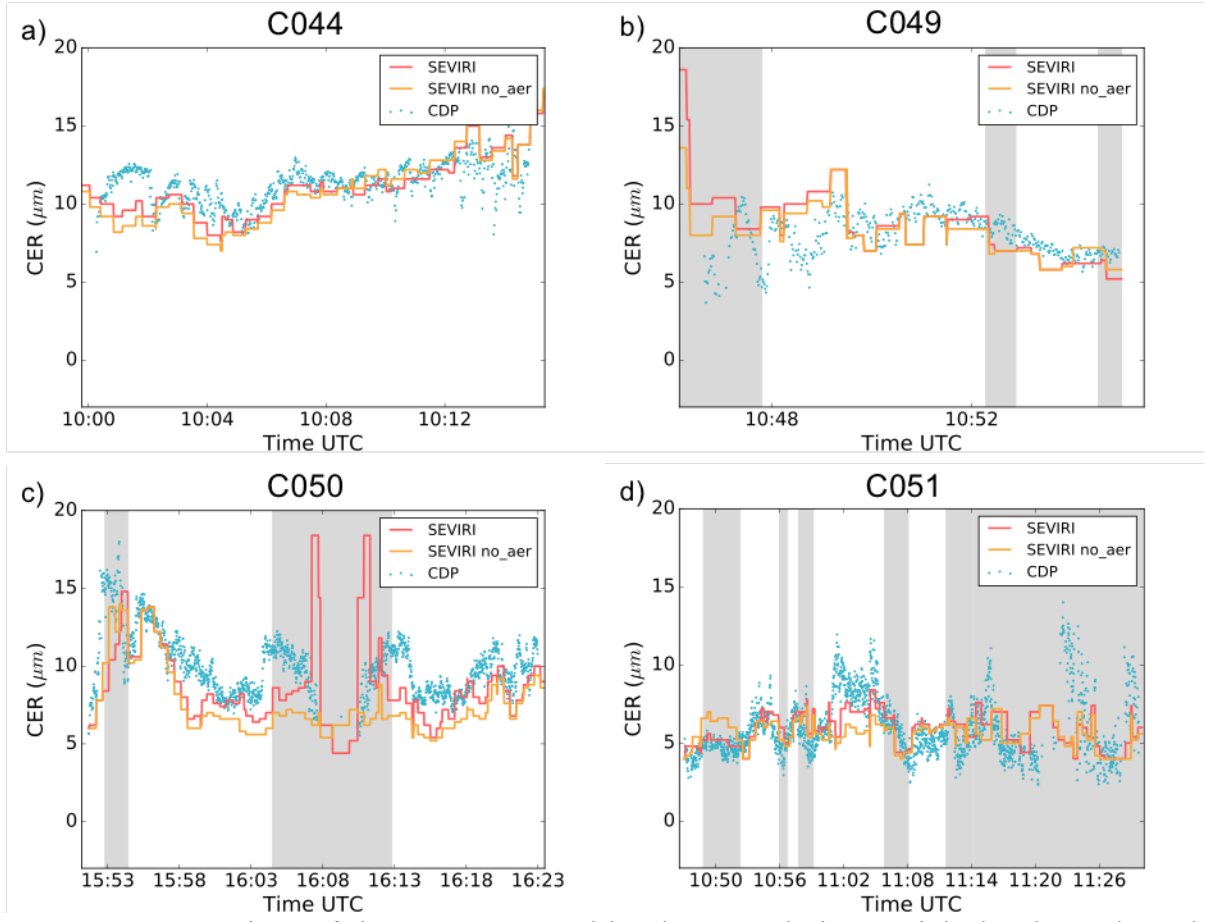 a) C044
20
15
10
5
0
CER (μm)
SEVIRI
SEVIRI no_aer
CDP
10:00 10:04 10:08 10:12
Time UTC
b) C049
20
15
10
5
0
CER (μm)
SEVIRI
SEVIRI no_aer
CDP
10:48 10:52
Time UTC
c) C050
20
15
10
5
0
CER (μm)
SEVIRI
SEVIRI no_aer
CDP
15:53 15:58 16:03 16:08 16:13 16:18 16:23
Time UTC
d) C051
20
15
10
5
0
CER (μm)
SEVIRI
SEVIRI no_aer
CDP
10:50 10:56 11:02 11:08 11:14 11:20 11:26
Time UTC